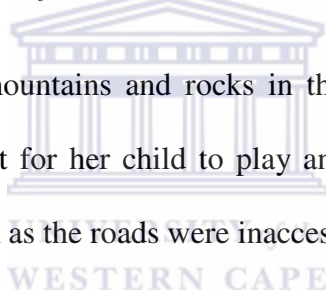 mountains and rocks in th
t for her child to play an
UNIVERSITY of the
as the roads were inacces
WESTERN CAPE